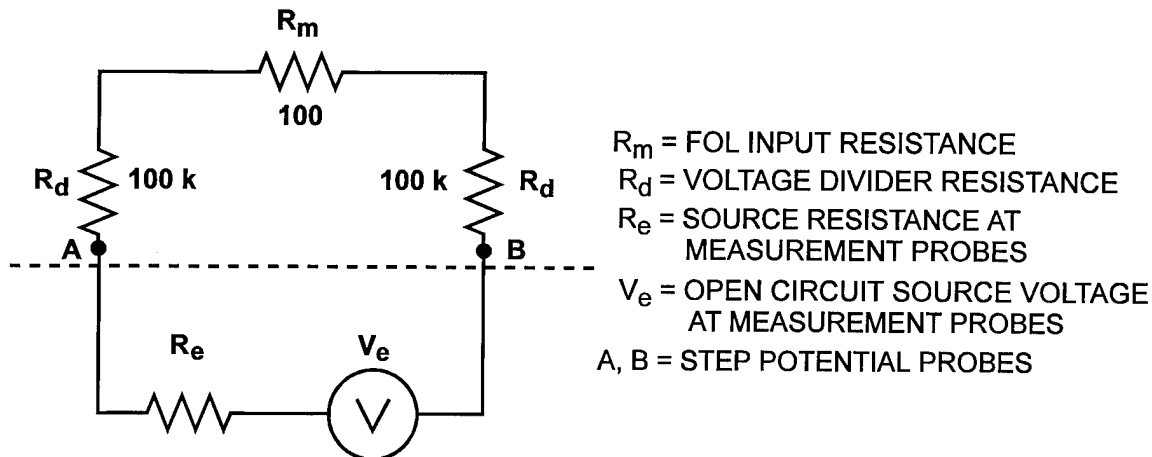 Rm
100
Rd
100 k
100 k
Rd
A
B
Re
Ve
V
Rm = FOL INPUT RESISTANCE
Rd = VOLTAGE DIVIDER RESISTANCE
Re = SOURCE RESISTANCE AT
MEASUREMENT PROBES
Ve = OPEN CIRCUIT SOURCE VOLTAGE
AT MEASUREMENT PROBES
A, B = STEP POTENTIAL PROBES